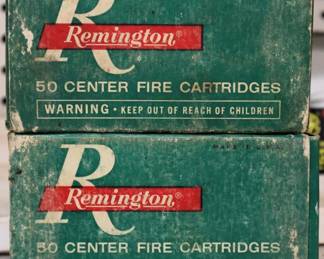 R
Remington®
50 CENTER FIRE CARTRIDGES
WARNING • KEEP OUT OF REACH OF CHILDREN
R
Remington®
50 CENTER FIRE CARTRIDGES